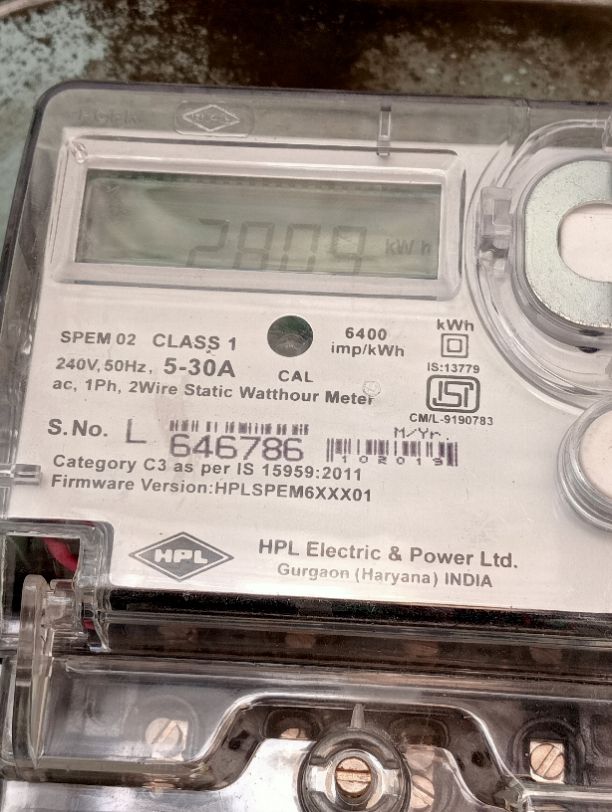 2809 kWh
SPEM 02 CLASS 1
6400
imp/kWh
kWh
240V, 50Hz, 5-30A
CAL
IS:13779
ac, 1Ph, 2Wire Static Watthour Meter
CM/L-9190783
S.No. L 646786
M/Yr.
102019
Category C3 as per IS 15959:2011
Firmware Version:HPLSPEM6XXX01
HPL
HPL Electric & Power Ltd.
Gurgaon (Haryana) INDIA